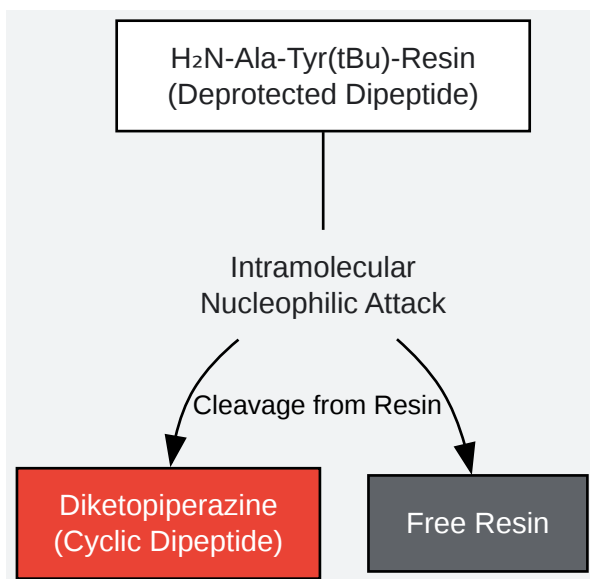 H₂N-Ala-Tyr(tBu)-Resin
(Deprotected Dipeptide)
Intramolecular
Nucleophilic Attack
Cleavage from Resin
Diketopiperazine
(Cyclic Dipeptide)
Free Resin